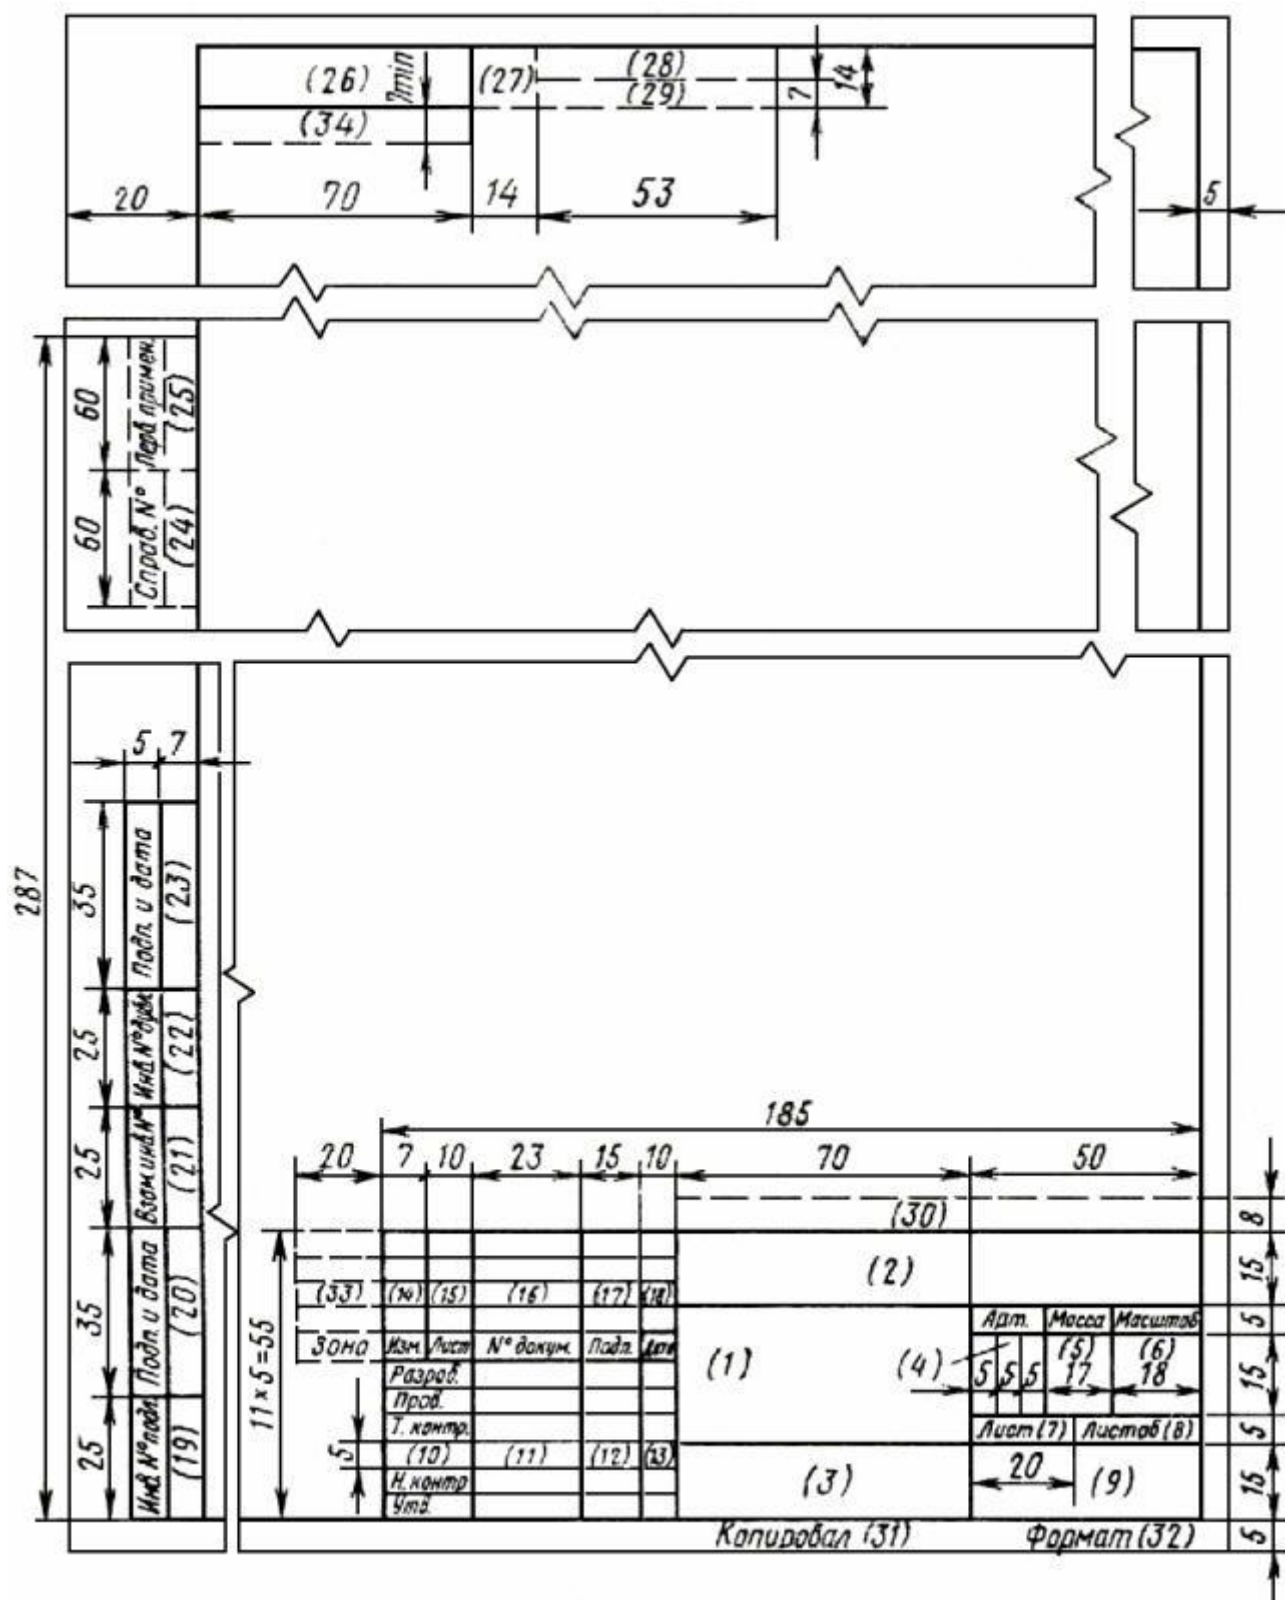 (26)
7min
(27)
(28)
(29)
7
14
(34)
20
70
14
53
5
287
60
Перв примен.
(25)
60
Справ. №
(24)
5
7
35
Подп. и дата
(23)
25
Инв № дубл
(22)
25
Взам инв №
(21)
35
Подп. и дата
(20)
25
Инв № подп.
(19)
185
20
7
10
23
15
10
70
50
(30)
8
(2)
15
(33)
(14)
(15)
(16)
(17)
(18)
11×5=55
Зона
Изм.
Лист
№ докум.
Подп.
Дата
Разраб.
Пров.
Т. контр.
5
(10)
(11)
(12)
(13)
Н. контр
Утв.
(1)
(4)
Лит.
Масса
Масштаб
5
(5)
(6)
5
5
5
17
18
15
Лист (7)
Листов (8)
5
(3)
20
(9)
15
Копировал (31)
Формат (32)
5